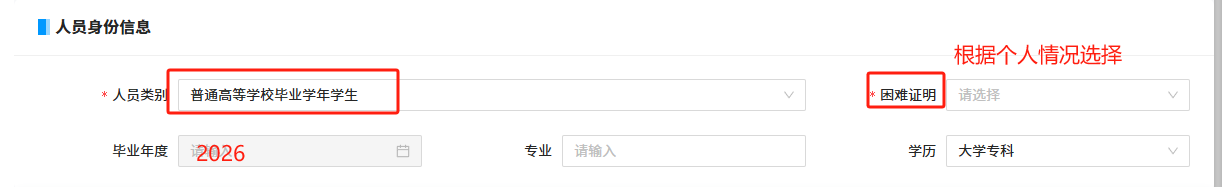 人员身份信息
根据个人情况选择
* 人员类别 普通高等学校毕业学年学生 * 困难证明 请选择
毕业年度 请输入 2026 专业 请输入 学历 大学专科